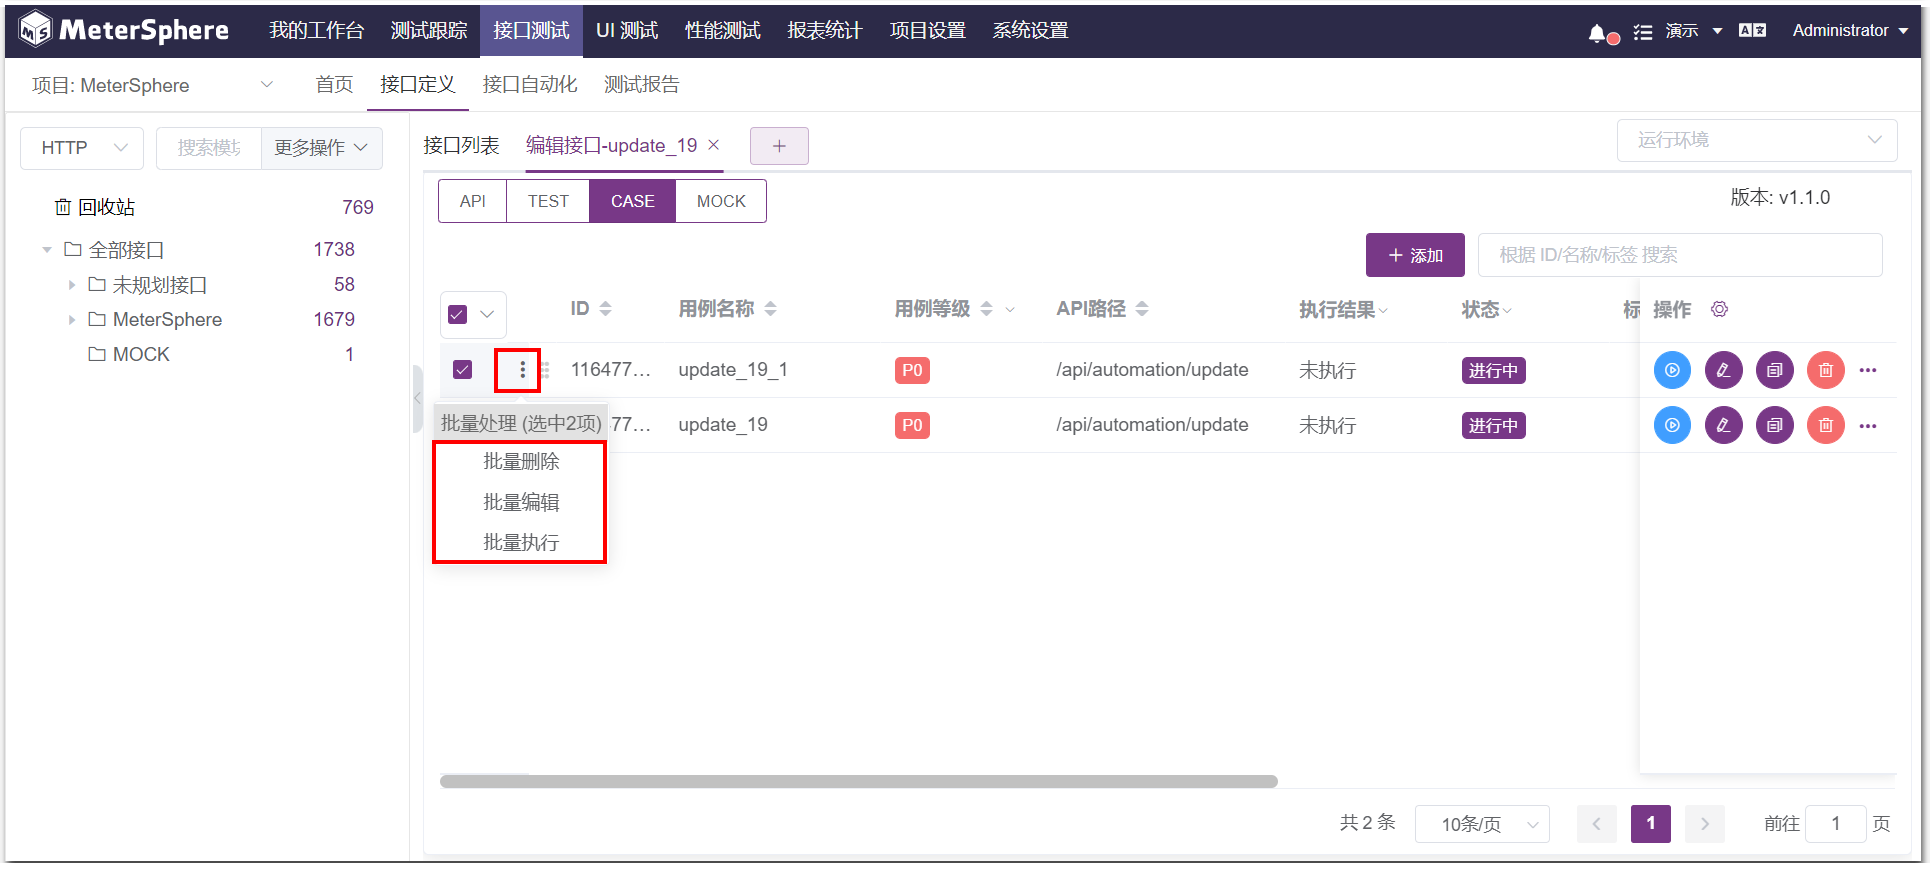 MeterSphere 我的工作台 测试跟踪 接口测试 UI 测试 性能测试 报表统计 项目设置 系统设置 演示 Administrator
项目: MeterSphere 首页 接口定义 接口自动化 测试报告
HTTP 搜索模块 更多操作 接口列表 编辑接口-update_19 运行环境
API TEST CASE MOCK 版本: v1.1.0
回收站 769
全部接口 1738
未规划接口 58
MeterSphere 1679
MOCK 1
添加 根据 ID/名称/标签 搜索
ID 用例名称 用例等级 API路径 执行结果 状态 标 操作
116477... update_19_1 P0 /api/automation/update 未执行 进行中
77... update_19 P0 /api/automation/update 未执行 进行中
批量处理 (选中2项)
批量删除
批量编辑
批量执行
共 2 条 10条/页 1 前往 1 页